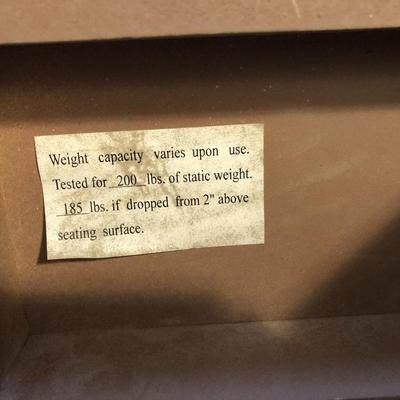 Weight capacity varies upon use.
Tested for 200 lbs. of static weight.
185 lbs. if dropped from 2" above
seating surface.